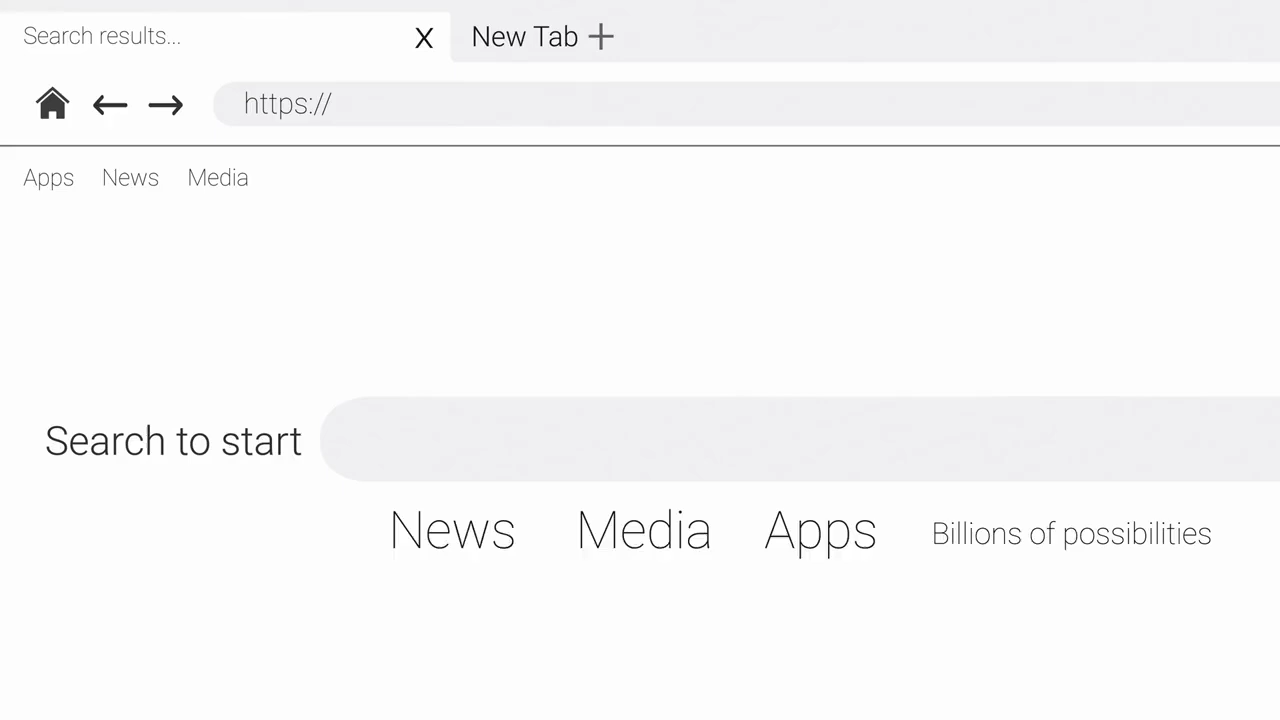 Search results... X New Tab +
https://
Apps News Media
Search to start
News Media Apps Billions of possibilities